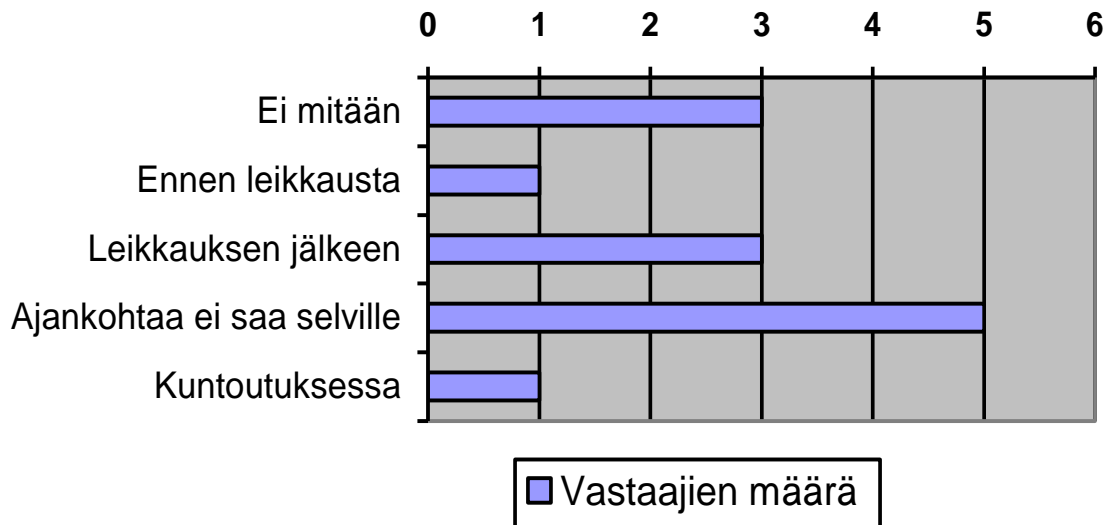 0 1 2 3 4 5 6
Ei mitään
Ennen leikkausta
Leikkauksen jälkeen
Ajankohtaa ei saa selville
Kuntoutuksessa
Vastaajien määrä